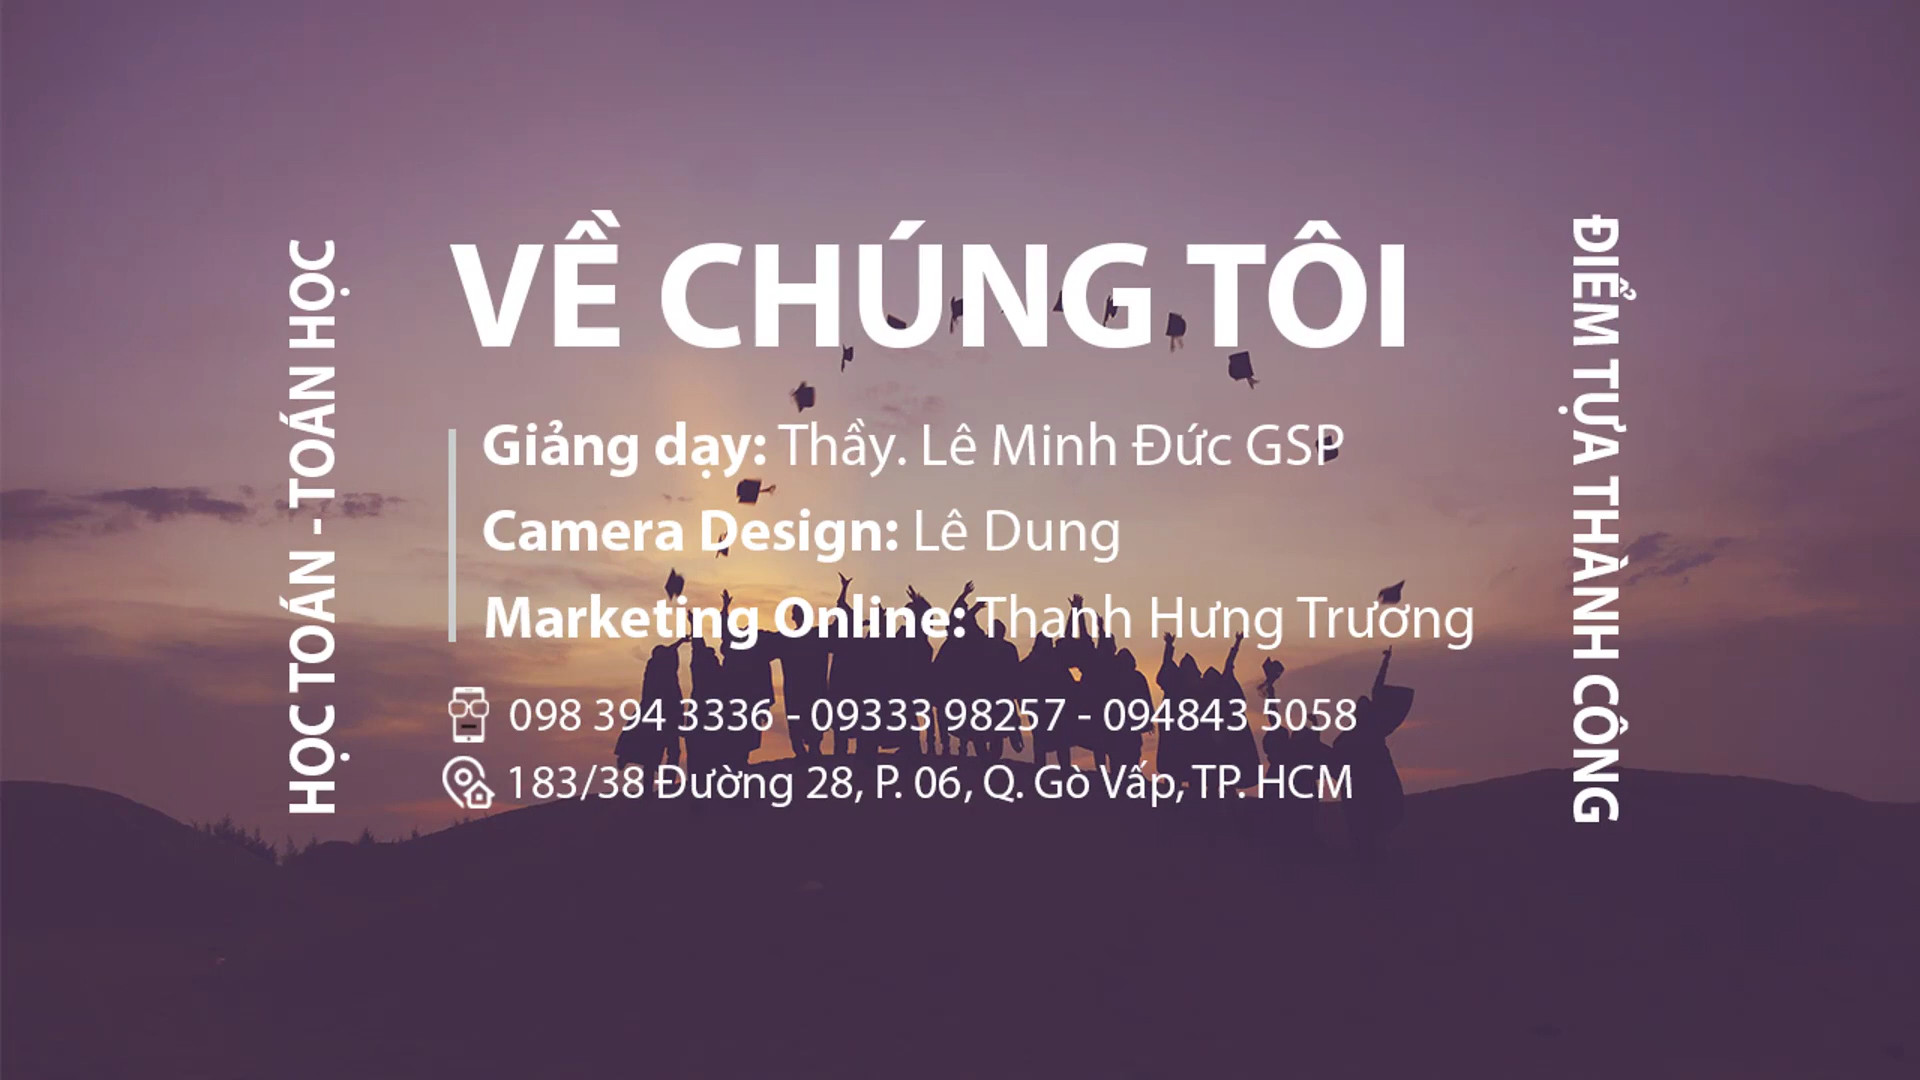 VỀ CHÚNG TÔI
HỌC TOÁN - TOÁN HỌC
Giảng dạy: Thầy. Lê Minh Đức GSP
Camera Design: Lê Dung
Marketing Online: Thanh Hưng Trương
098 394 3336 - 09333 98257 - 094843 5058
183/38 Đường 28, P. 06, Q. Gò Vấp, TP. HCM
ĐIỂM TỰA THÀNH CÔNG